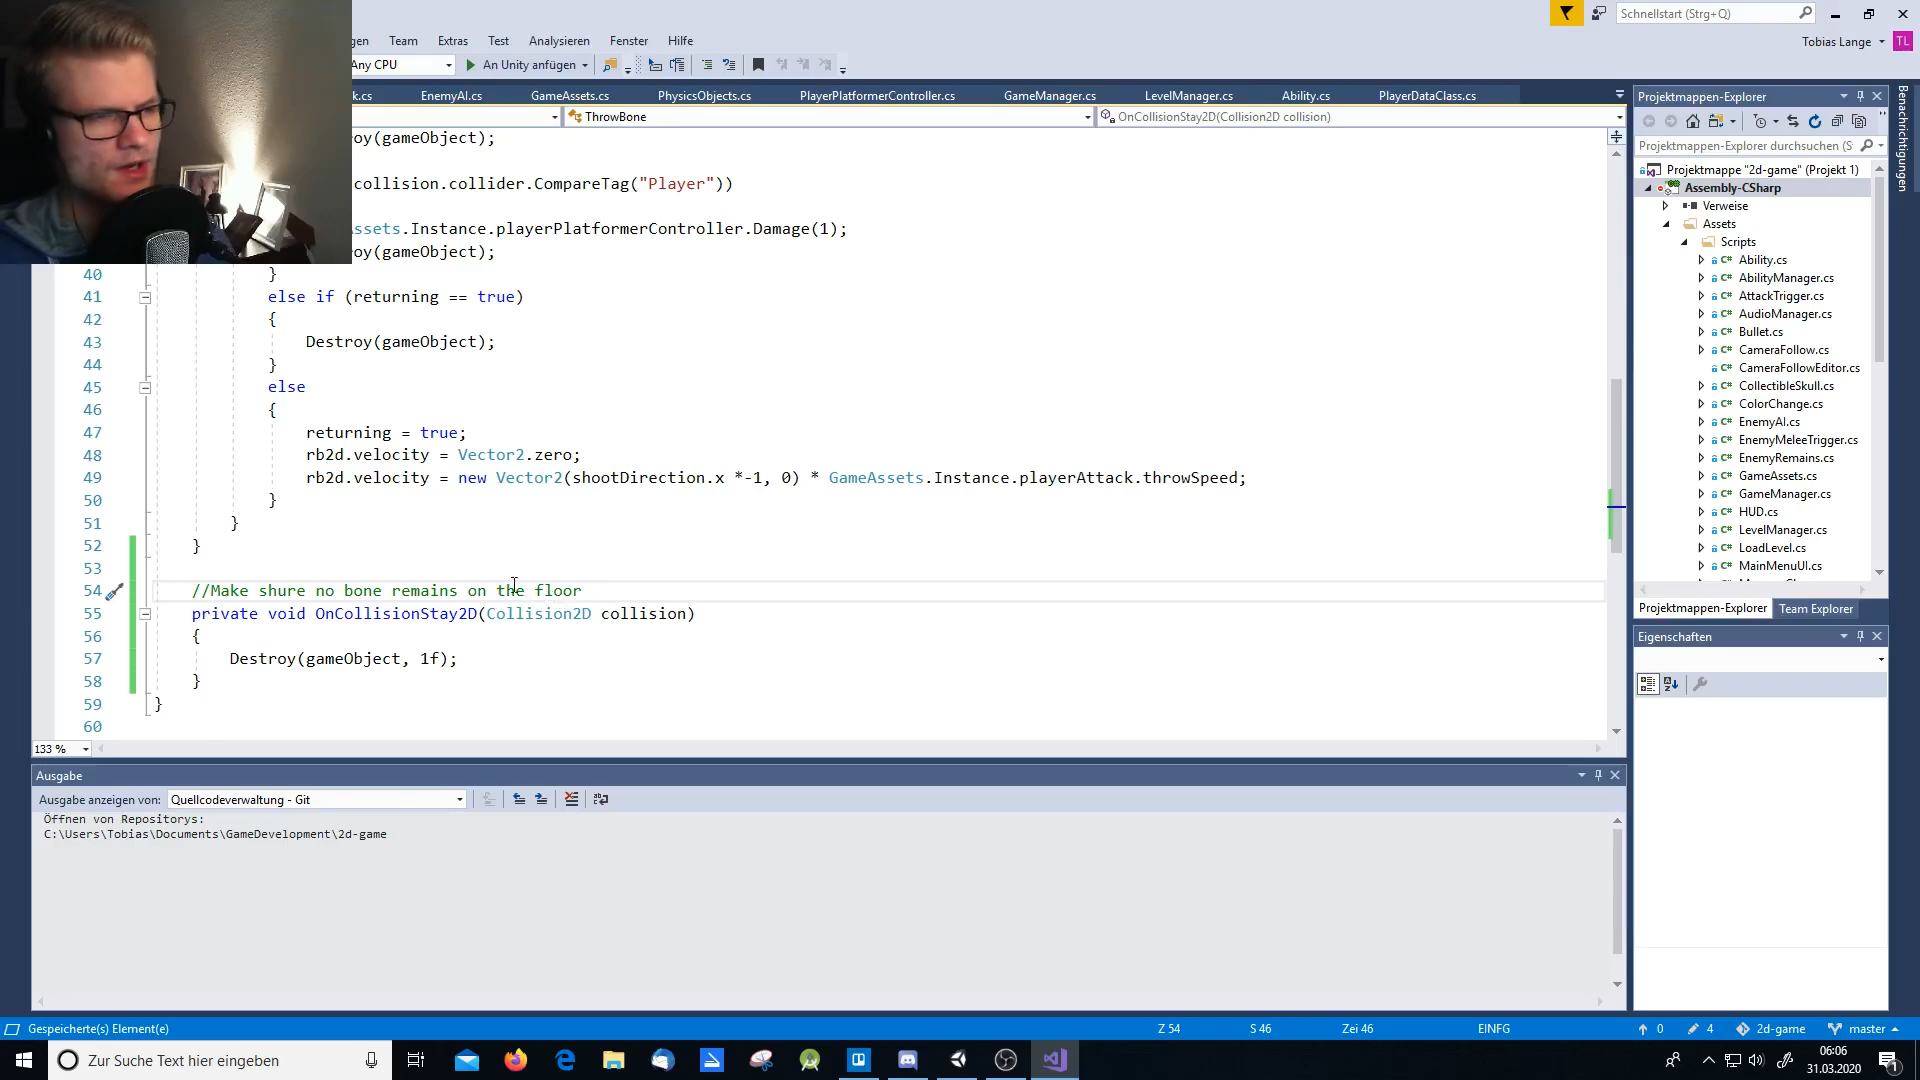 Schnellstart (Strg+Q)
gen Team Extras Test Analysieren Fenster Hilfe
Tobias Lange TL
Any CPU An Unity anfügen
k.cs EnemyAI.cs GameAssets.cs PhysicsObjects.cs PlayerPlatformerController.cs GameManager.cs LevelManager.cs Ability.cs PlayerDataClass.cs
ThrowBone OnCollisionStay2D(Collision2D collision)
oy(gameObject);
collision.collider.CompareTag("Player"))
Assets.Instance.playerPlatformerController.Damage(1);
oy(gameObject);
40 }
41 else if (returning == true)
42 {
43 Destroy(gameObject);
44 }
45 else
46 {
47 returning = true;
48 rb2d.velocity = Vector2.zero;
49 rb2d.velocity = new Vector2(shootDirection.x *-1, 0) * GameAssets.Instance.playerAttack.throwSpeed;
50 }
51 }
52 }
53
54 //Make shure no bone remains on the floor
55 private void OnCollisionStay2D(Collision2D collision)
56 {
57 Destroy(gameObject, 1f);
58 }
59 }
60
133 %
Ausgabe
Ausgabe anzeigen von: Quellcodeverwaltung - Git
Öffnen von Repositorys:
C:\Users\Tobias\Documents\GameDevelopment\2d-game
Projektmappen-Explorer
Projektmappen-Explorer durchsuchen (S
Projektmappe "2d-game" (Projekt 1)
Assembly-CSharp
Verweise
Assets
Scripts
C# Ability.cs
C# AbilityManager.cs
C# AttackTrigger.cs
C# AudioManager.cs
C# Bullet.cs
C# CameraFollow.cs
C# CameraFollowEditor.cs
C# CollectibleSkull.cs
C# ColorChange.cs
C# EnemyAI.cs
C# EnemyMeleeTrigger.cs
C# EnemyRemains.cs
C# GameAssets.cs
C# GameManager.cs
C# HUD.cs
C# LevelManager.cs
C# LoadLevel.cs
C# MainMenuUI.cs
Projektmappen-Explorer Team Explorer
Eigenschaften
Benachrichtigungen
Gespeicherte(s) Element(e) Z 54 S 46 Zei 46 EINFG 0 4 2d-game master
Zur Suche Text hier eingeben
06:06
31.03.2020
1